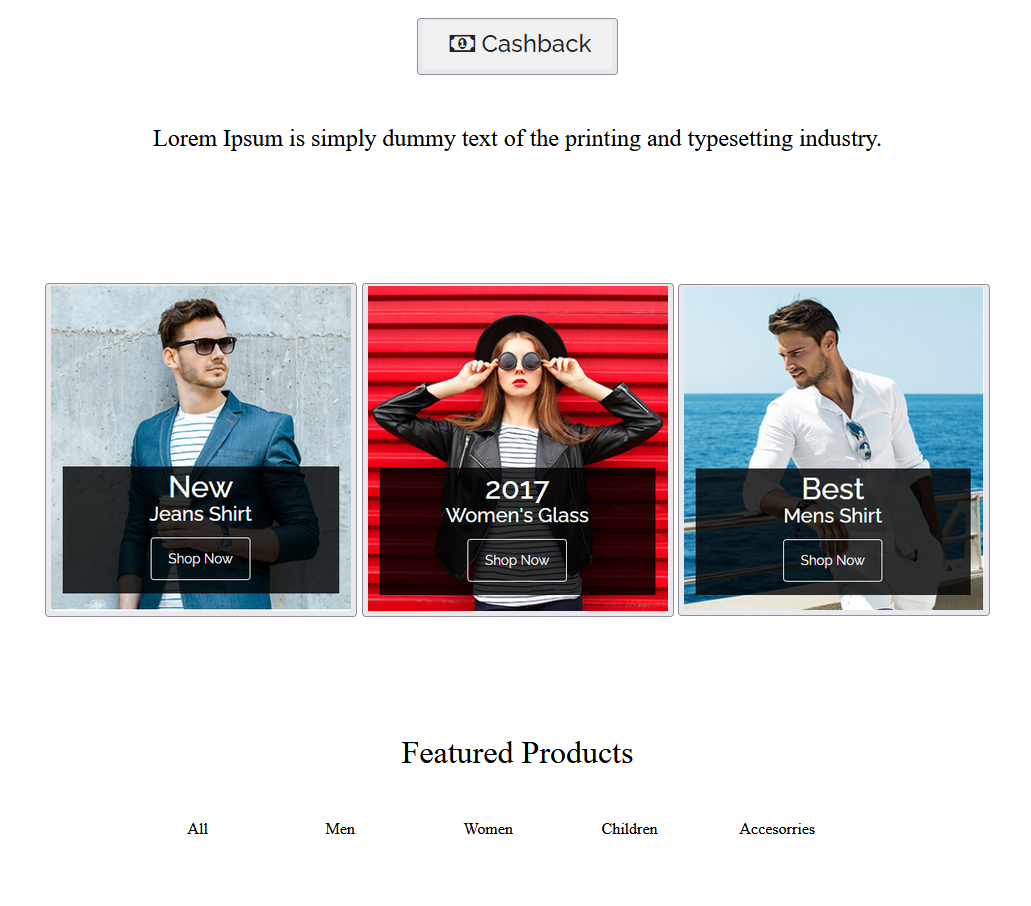 Cashback
Lorem Ipsum is simply dummy text of the printing and typesetting industry.
New
Jeans Shirt
Shop Now
2017
Women's Glass
Shop Now
Best
Mens Shirt
Shop Now
Featured Products
All Men Women Children Accesorries